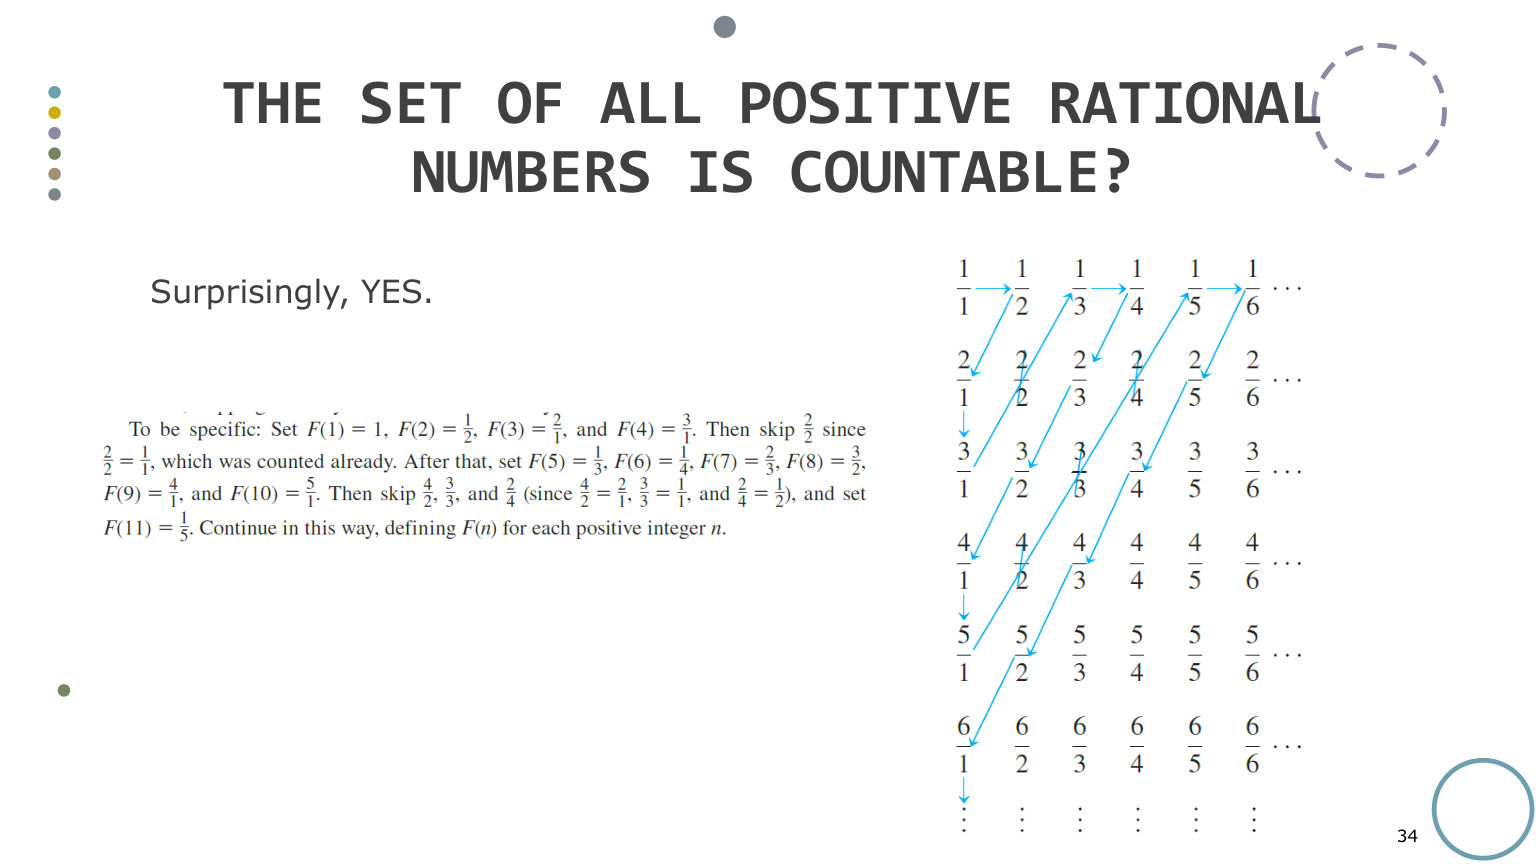 THE SET OF ALL POSITIVE RATIONAL
NUMBERS IS COUNTABLE?
Surprisingly, YES.
To be specific: Set F(1) = 1, F(2) = 1/2, F(3) = 2/1, and F(4) = 3/1. Then skip 2/2 since
2/2 = 1/1, which was counted already. After that, set F(5) = 1/3, F(6) = 1/4, F(7) = 2/3, F(8) = 3/2,
F(9) = 4/1, and F(10) = 5/1. Then skip 4/2, 3/3, and 2/4 (since 4/2 = 2/1, 3/3 = 1/1, and 2/4 = 1/2), and set
F(11) = 1/5. Continue in this way, defining F(n) for each positive integer n.
1/1 1/2 1/3 1/4 1/5 1/6 ...
2/1 2/2 2/3 2/4 2/5 2/6 ...
3/1 3/2 3/3 3/4 3/5 3/6 ...
4/1 4/2 4/3 4/4 4/5 4/6 ...
5/1 5/2 5/3 5/4 5/5 5/6 ...
6/1 6/2 6/3 6/4 6/5 6/6 ...
⋮ ⋮ ⋮ ⋮ ⋮ ⋮
34